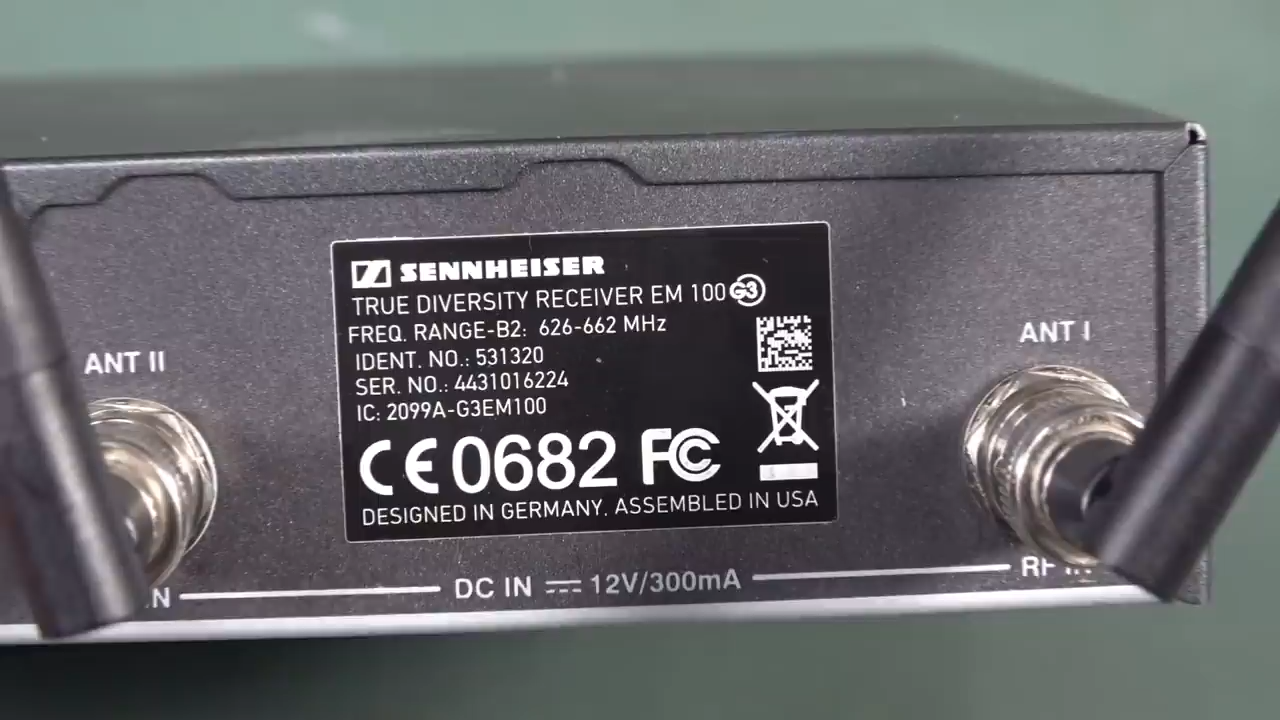 SENNHEISER
TRUE DIVERSITY RECEIVER EM 100 G3
FREQ. RANGE-B2: 626-662 MHz
IDENT. NO.: 531320
SER. NO.: 4431016224
IC: 2099A-G3EM100
CE 0682 FC
DESIGNED IN GERMANY, ASSEMBLED IN USA
ANT II
ANT I
DC IN 12V/300mA
RF